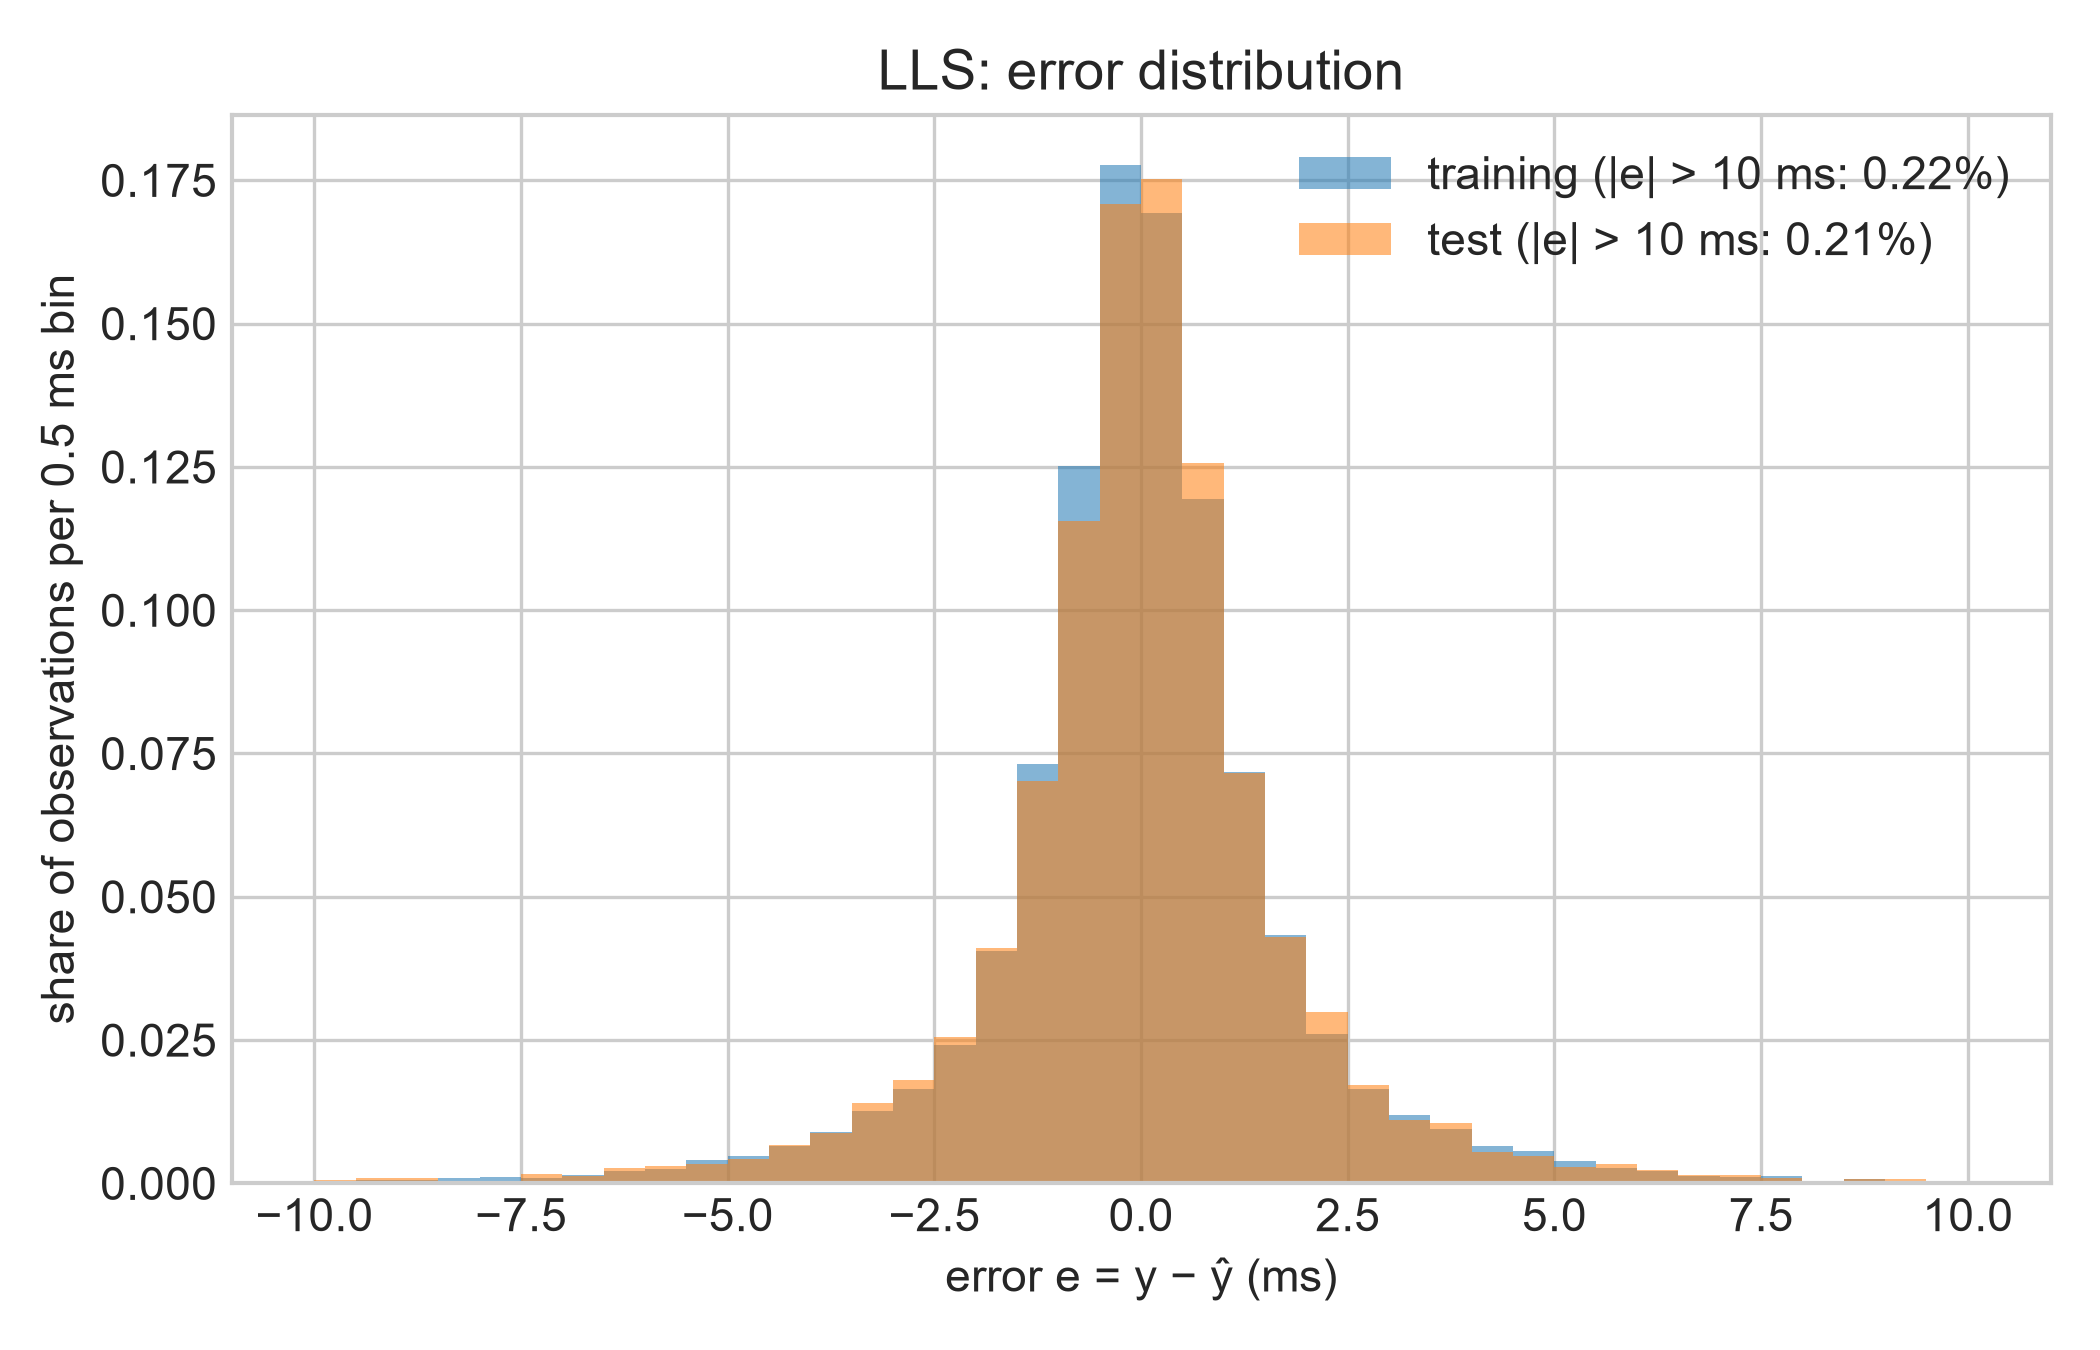 LLS: error distribution
training (|e| > 10 ms: 0.22%)
test (|e| > 10 ms: 0.21%)
share of observations per 0.5 ms bin
0.175
0.150
0.125
0.100
0.075
0.050
0.025
0.000
−10.0 −7.5 −5.0 −2.5 0.0 2.5 5.0 7.5 10.0
error e = y − ŷ (ms)